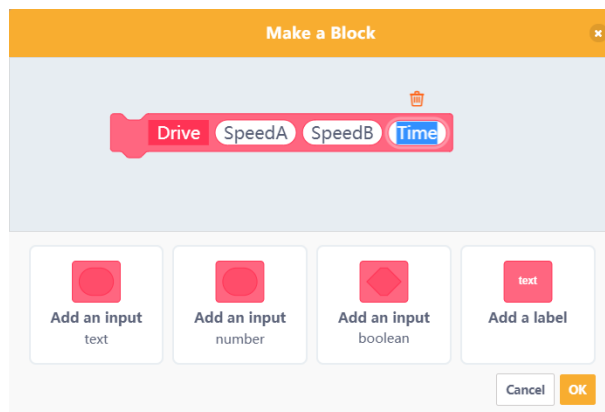 Make a Block
Drive SpeedA SpeedB Time
text
Add an input Add an input Add an input Add a label
text number boolean
Cancel OK